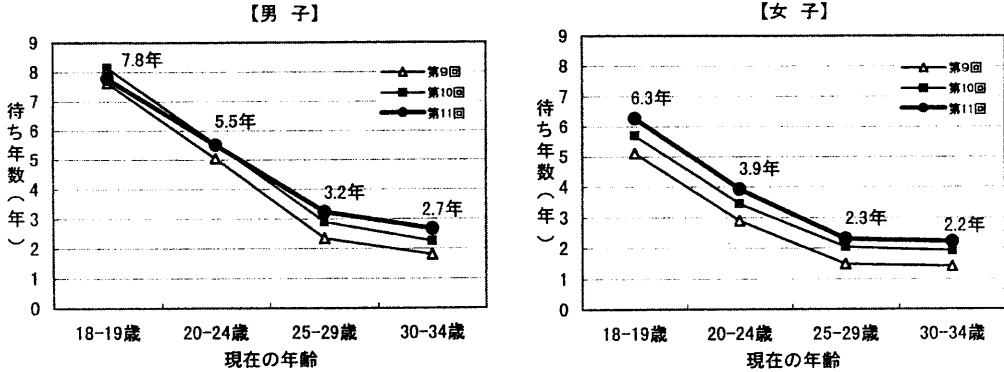 【男 子】
9
8
7
6
5
4
3
2
1
0
待ち年数(年)
7.8年
5.5年
3.2年
2.7年
第9回
第10回
第11回
18-19歳 20-24歳 25-29歳 30-34歳
現在の年齢
【女 子】
9
8
7
6
5
4
3
2
1
0
待ち年数(年)
6.3年
3.9年
2.3年
2.2年
第9回
第10回
第11回
18-19歳 20-24歳 25-29歳 30-34歳
現在の年齢